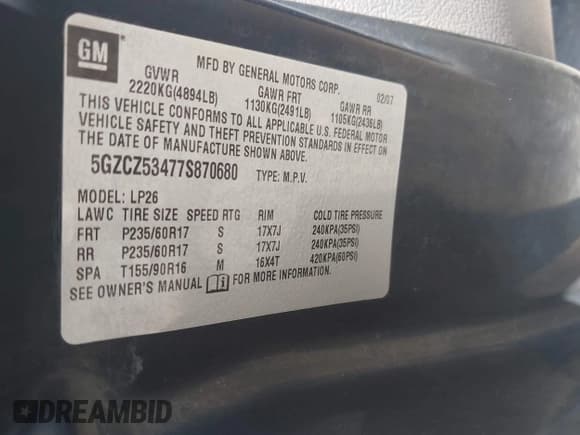 GM
MFD BY GENERAL MOTORS CORP. 02/07
GVWR GAWR FRT GAWR RR
2220KG(4894LB) 1130KG(2491LB) 1105KG(2436LB)
THIS VEHICLE CONFORMS TO ALL APPLICABLE U.S. FEDERAL MOTOR
VEHICLE SAFETY AND THEFT PREVENTION STANDARDS IN EFFECT ON
THE DATE OF MANUFACTURE SHOWN ABOVE.
5GZCZ53477S870680 TYPE: M.P.V.
MODEL: LP26
LAWC TIRE SIZE SPEED RTG RIM COLD TIRE PRESSURE
FRT P235/60R17 S 17X7J 240KPA(35PSI)
RR P235/60R17 S 17X7J 240KPA(35PSI)
SPA T155/90R16 M 16X4T 420KPA(60PSI)
SEE OWNER'S MANUAL i FOR MORE INFORMATION.
DREAMBID